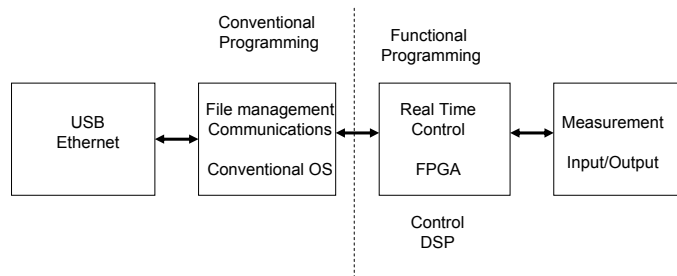 Conventional
Programming
Functional
Programming
USB
Ethernet
File management
Communications
Conventional OS
Real Time
Control
FPGA
Measurement
Input/Output
Control
DSP